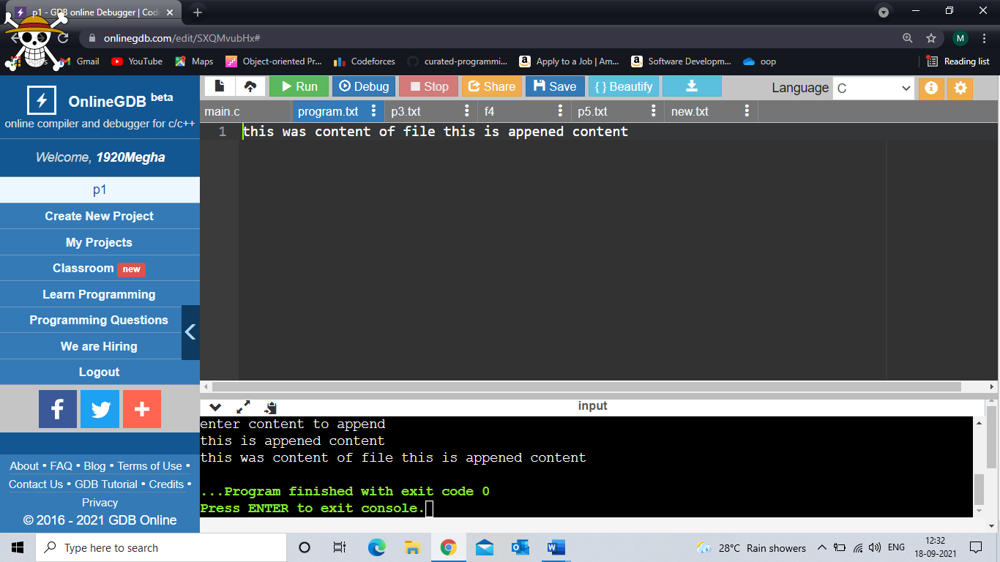 p1 - GDB online Debugger | Cod
onlinegdb.com/edit/SXQMvubHx#
M
Apps
Gmail
YouTube
Maps
Object-oriented Pr...
Codeforces
curated-programmi...
Apply to a Job | Am...
Software Developm...
oop
Reading list
OnlineGDB beta
online compiler and debugger for c/c++
Welcome, 1920Megha
p1
Create New Project
My Projects
Classroom new
Learn Programming
Programming Questions
We are Hiring
Logout
About • FAQ • Blog • Terms of Use •
Contact Us • GDB Tutorial • Credits •
Privacy
© 2016 - 2021 GDB Online
Run
Debug
Stop
Share
Save
{ } Beautify
Language C
main.c
program.txt
p3.txt
f4
p5.txt
new.txt
1 this was content of file this is appened content
input
enter content to append
this is appened content
this was content of file this is appened content
...Program finished with exit code 0
Press ENTER to exit console.
Type here to search
28°C Rain showers
ENG
12:32
18-09-2021